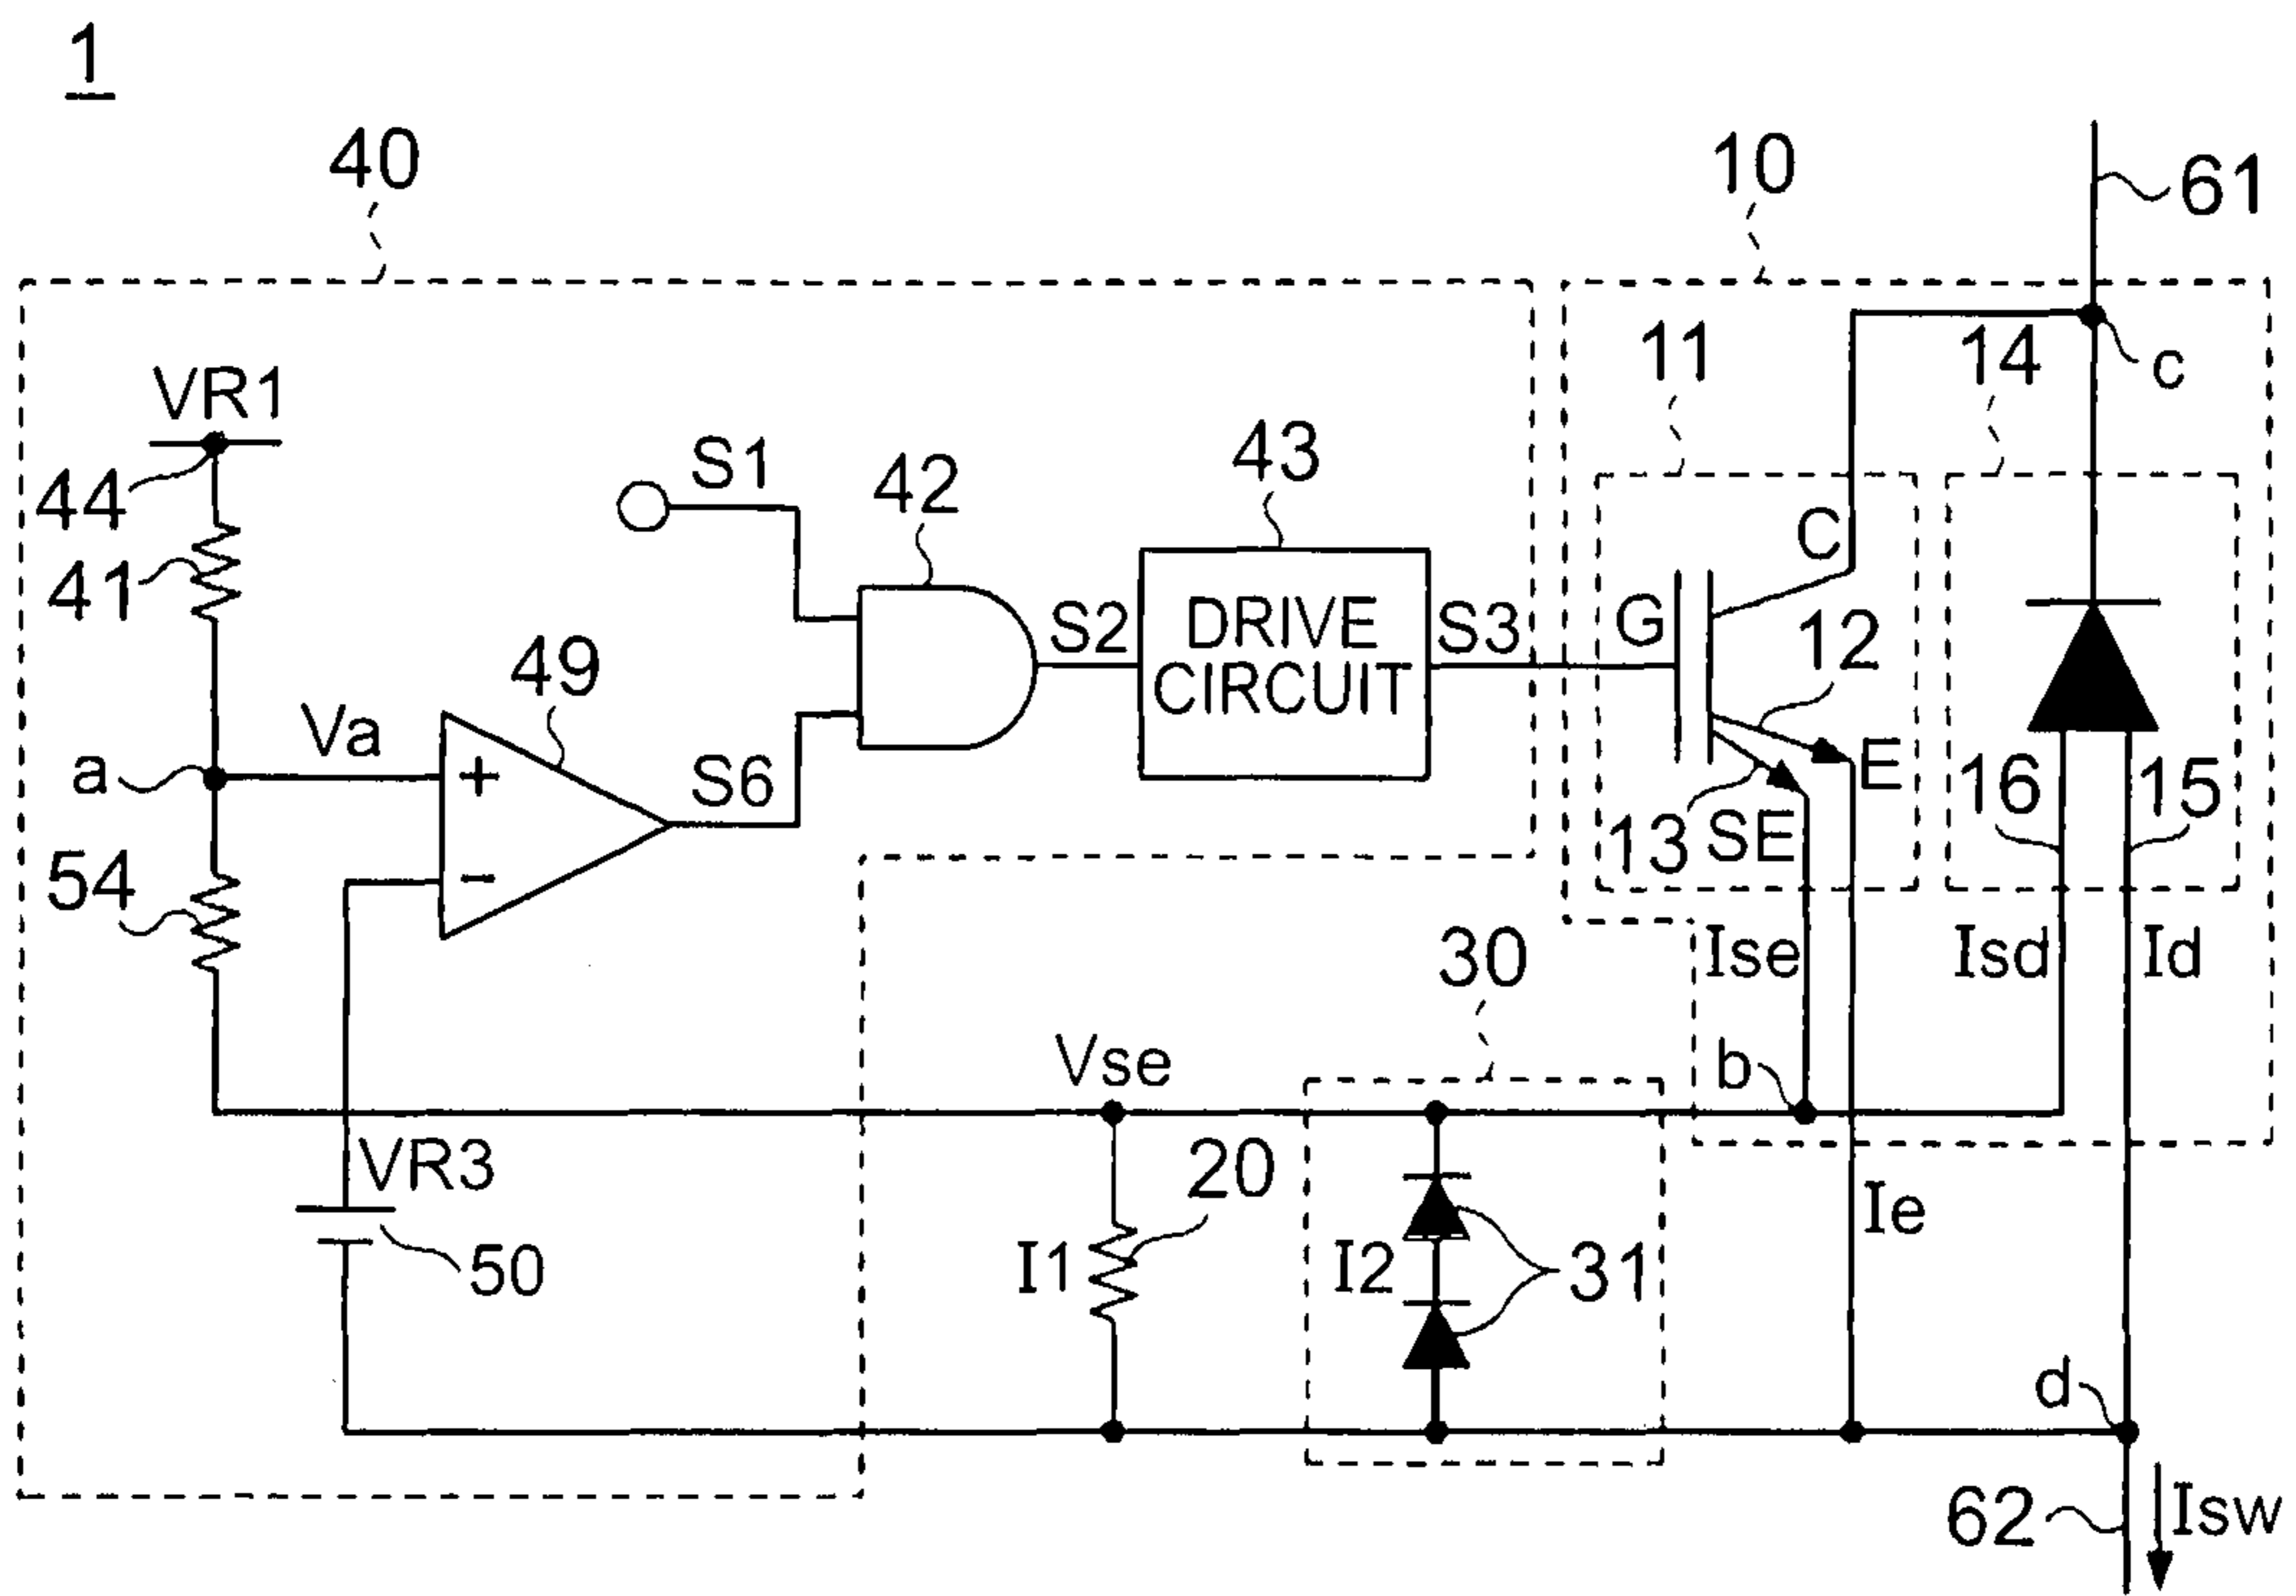 1
40
10
61
11
14
c
VR1
44
41
S1
42
43
C
S2
DRIVE
CIRCUIT
S3
G
12
49
Va
a
+
S6
E
16
15
13
SE
54
-
30
Ise
Isd
Id
Vse
b
VR3
20
Ie
50
I1
I2
31
d
62
Isw